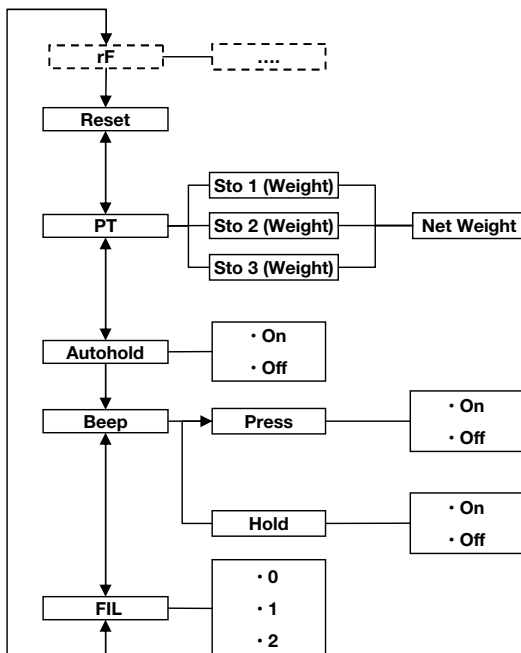 rF
....
Reset
Sto 1 (Weight)
PT
Sto 2 (Weight)
Net Weight
Sto 3 (Weight)
Autohold
· On
· Off
Beep
Press
· On
· Off
Hold
· On
· Off
FIL
· 0
· 1
· 2